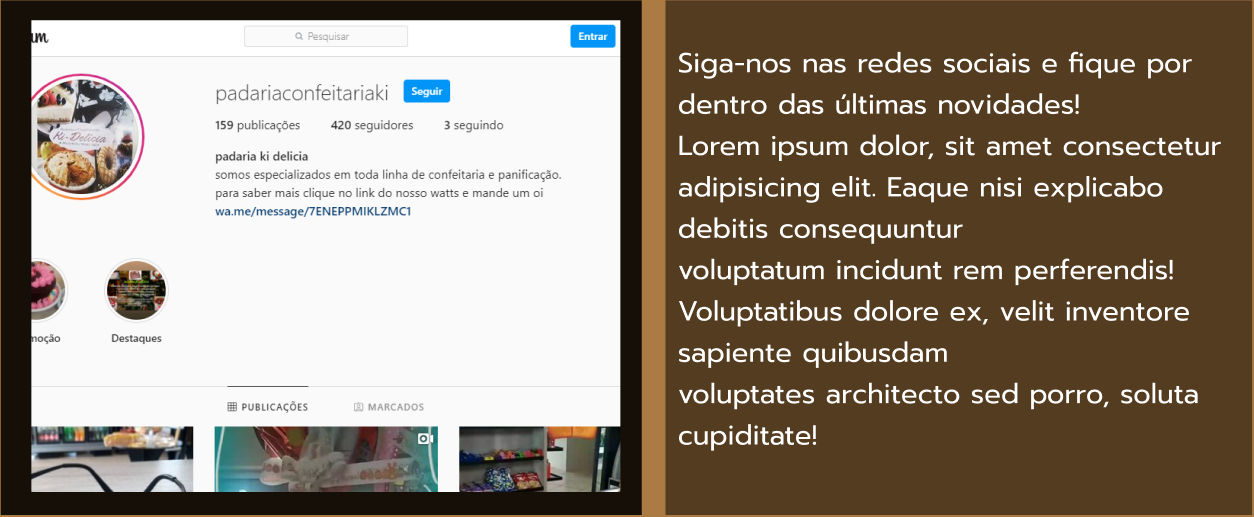 um
Pesquisar
Entrar
padariaconfeitariaki
Seguir
159 publicações 420 seguidores 3 seguindo
padaria ki delicia
somos especializados em toda linha de confeitaria e panificação.
para saber mais clique no link do nosso watts e mande um oi
wa.me/message/7ENEPPMIKLZMC1
Ki-Delicia
moção
Destaques
PUBLICAÇÕES
MARCADOS
Siga-nos nas redes sociais e fique por
dentro das últimas novidades!
Lorem ipsum dolor, sit amet consectetur
adipisicing elit. Eaque nisi explicabo
debitis consequuntur
voluptatum incidunt rem perferendis!
Voluptatibus dolore ex, velit inventore
sapiente quibusdam
voluptates architecto sed porro, soluta
cupiditate!